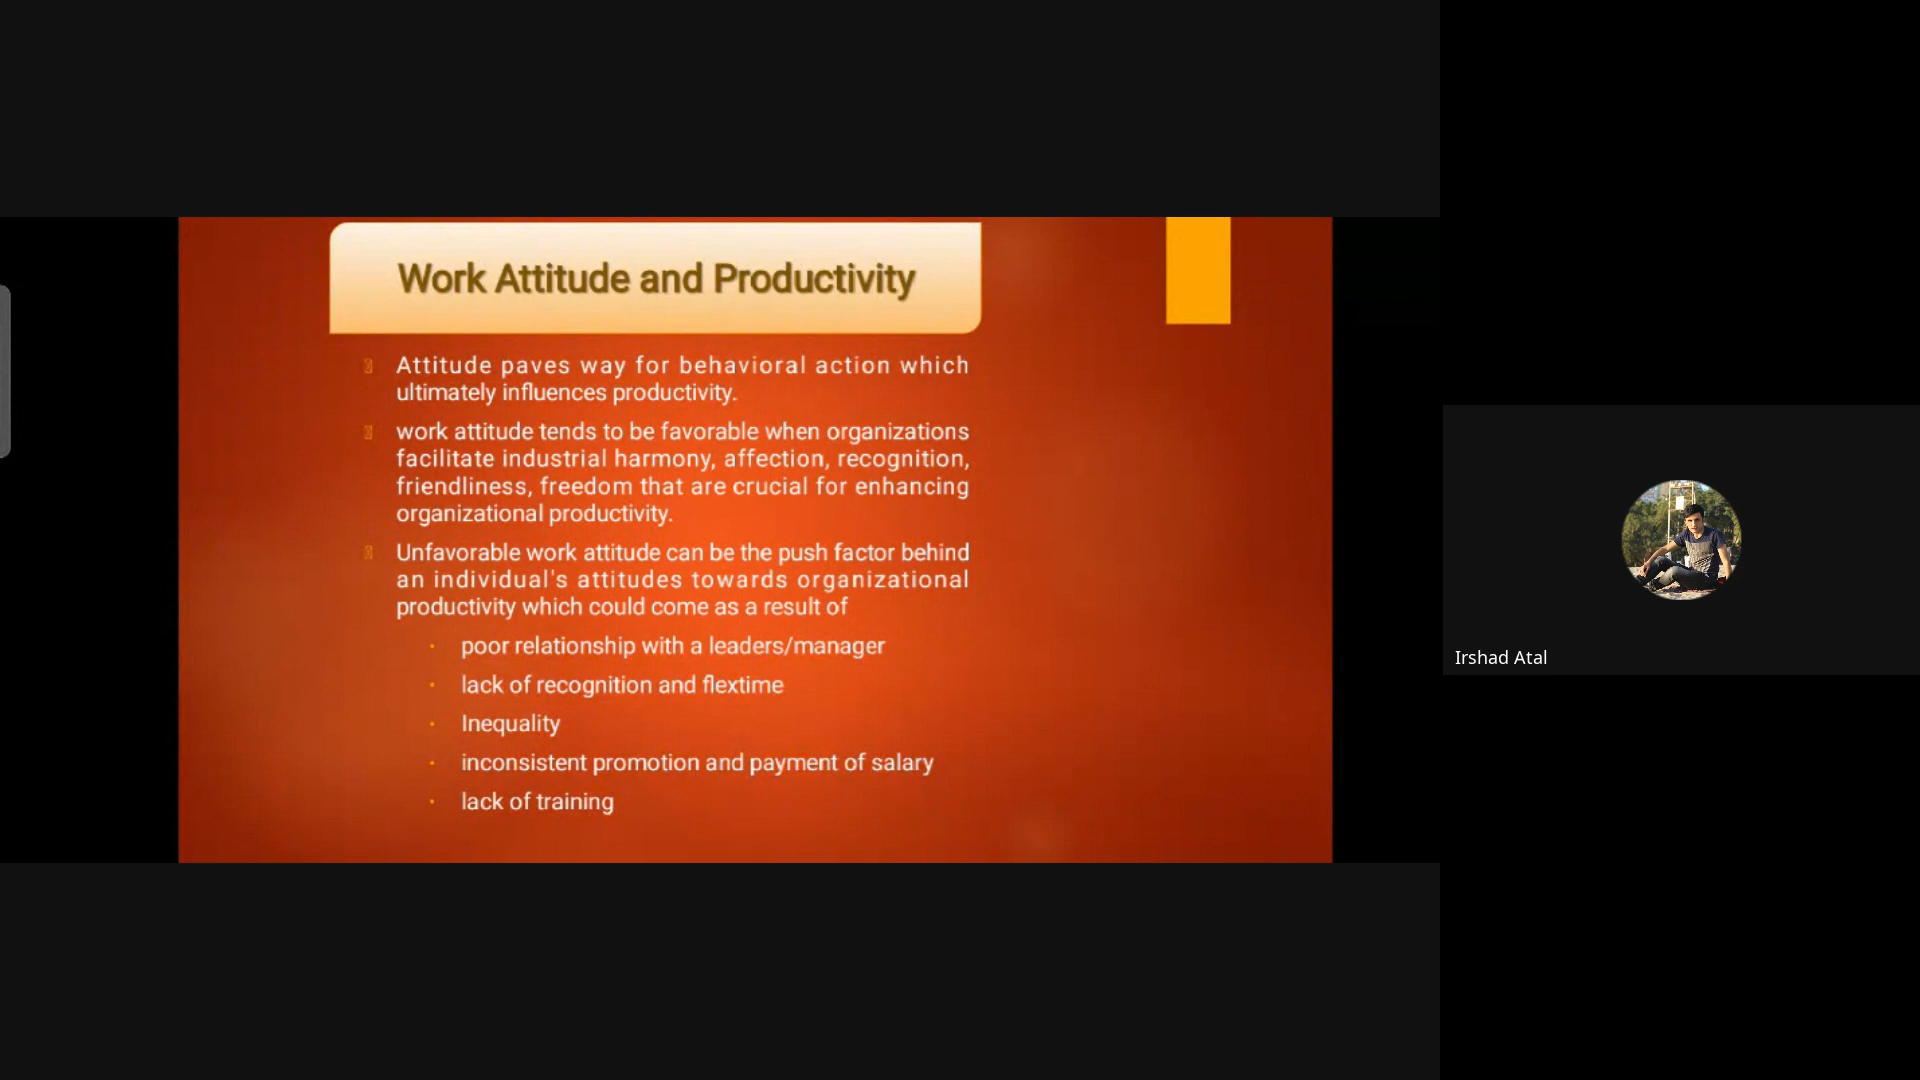 Work Attitude and Productivity
Attitude paves way for behavioral action which
ultimately influences productivity.
work attitude tends to be favorable when organizations
facilitate industrial harmony, affection, recognition,
friendliness, freedom that are crucial for enhancing
organizational productivity.
Unfavorable work attitude can be the push factor behind
an individual's attitudes towards organizational
productivity which could come as a result of
poor relationship with a leaders/manager
lack of recognition and flextime
Inequality
inconsistent promotion and payment of salary
lack of training
Irshad Atal